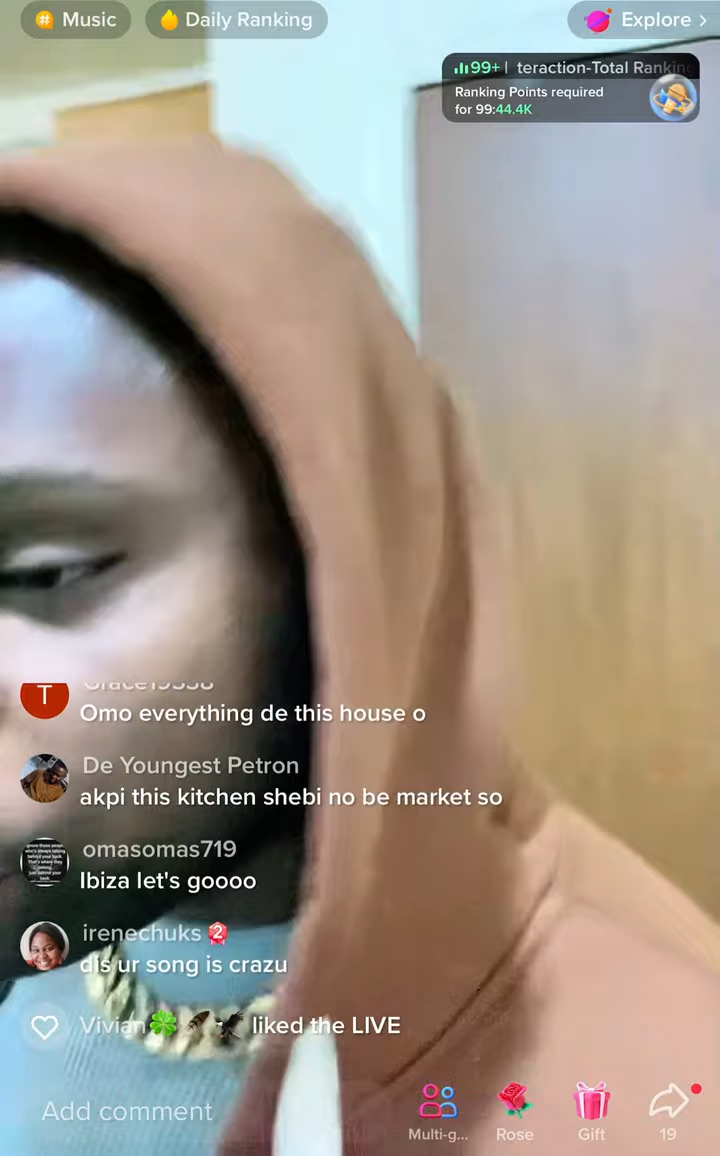 Music
Daily Ranking
Explore
99+ | teraction-Total Rankin
Ranking Points required
for 99:44.4K
T
Grace19338
Omo everything de this house o
De Youngest Petron
akpi this kitchen shebi no be market so
omasomas719
Ibiza let's goooo
irenechuks 2
dis ur song is crazu
Vivian🍀🪶🐦‍⬛ liked the LIVE
Add comment
Multi-g...
Rose
Gift
19